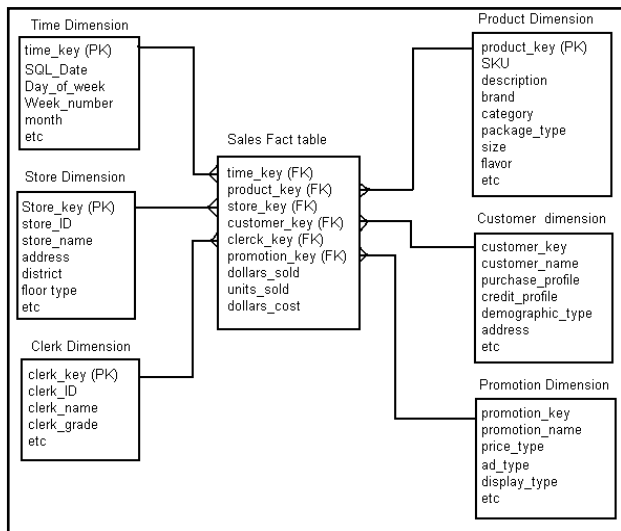 Time Dimension
time_key (PK)
SQL_Date
Day_of_week
Week_number
month
etc
Store Dimension
Store_key (PK)
store_ID
store_name
address
district
floor type
etc
Clerk Dimension
clerk_key (PK)
clerk_ID
clerk_name
clerk_grade
etc
Sales Fact table
time_key (FK)
product_key (FK)
store_key (FK)
customer_key (FK)
clerck_key (FK)
promotion_key (FK)
dollars_sold
units_sold
dollars_cost
Product Dimension
product_key (PK)
SKU
description
brand
category
package_type
size
flavor
etc
Customer dimension
customer_key
customer_name
purchase_profile
credit_profile
demographic_type
address
etc
Promotion Dimension
promotion_key
promotion_name
price_type
ad_type
display_type
etc